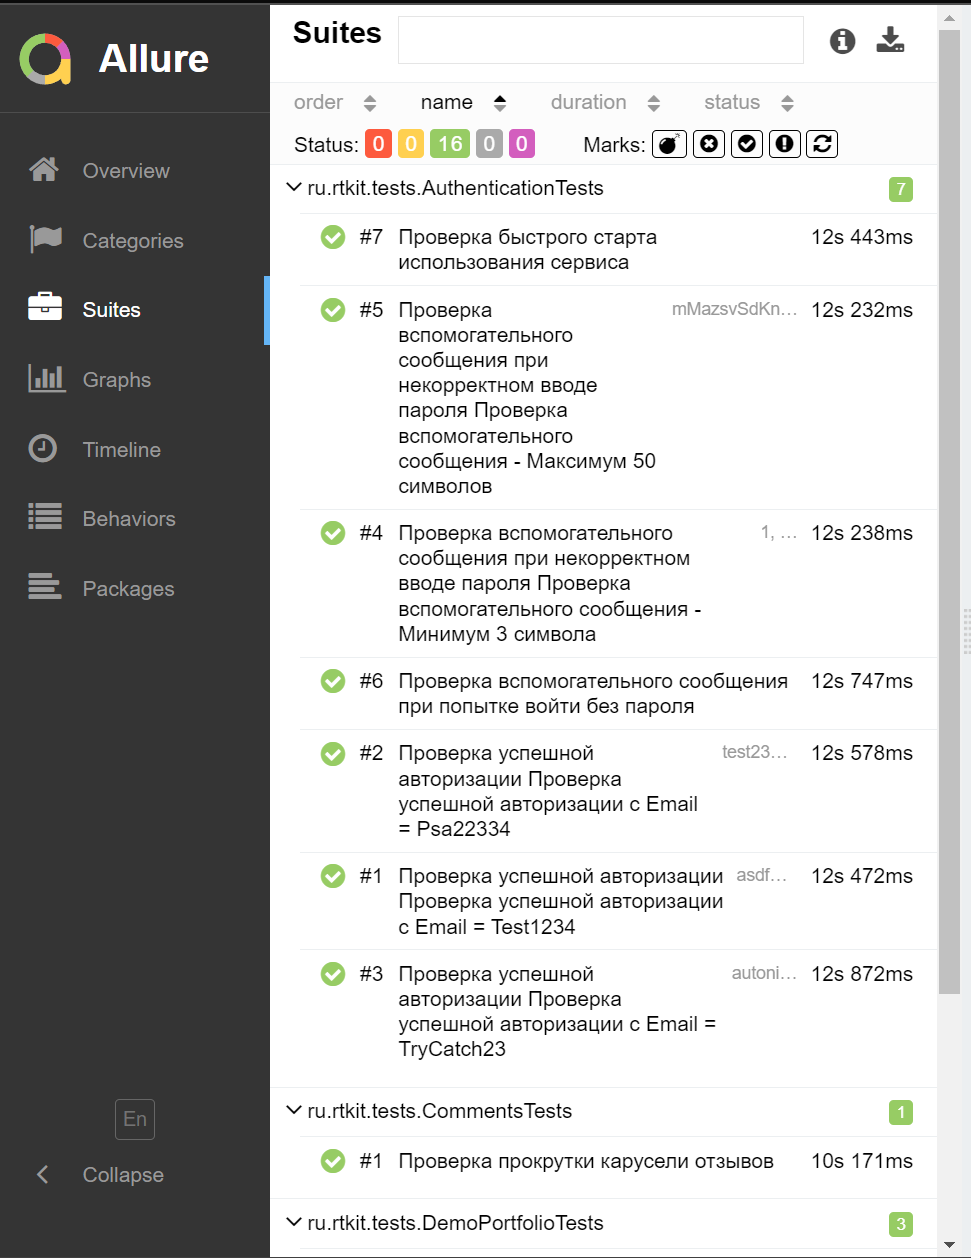 Allure
Overview
Categories
Suites
Graphs
Timeline
Behaviors
Packages
En
Collapse
Suites
order name duration status
Status: 0 0 16 0 0 Marks:
ru.rtkit.tests.AuthenticationTests 7
#7 Проверка быстрого старта 12s 443ms
использования сервиса
#5 Проверка mMazsvSdKn… 12s 232ms
вспомогательного
сообщения при
некорректном вводе
пароля Проверка
вспомогательного
сообщения - Максимум 50
символов
#4 Проверка вспомогательного 1, … 12s 238ms
сообщения при некорректном
вводе пароля Проверка
вспомогательного сообщения -
Минимум 3 символа
#6 Проверка вспомогательного сообщения 12s 747ms
при попытке войти без пароля
#2 Проверка успешной test23… 12s 578ms
авторизации Проверка
успешной авторизации с Email
= Psa22334
#1 Проверка успешной авторизации asdf… 12s 472ms
Проверка успешной авторизации
с Email = Test1234
#3 Проверка успешной autoni… 12s 872ms
авторизации Проверка
успешной авторизации с Email =
TryCatch23
ru.rtkit.tests.CommentsTests 1
#1 Проверка прокрутки карусели отзывов 10s 171ms
ru.rtkit.tests.DemoPortfolioTests 3